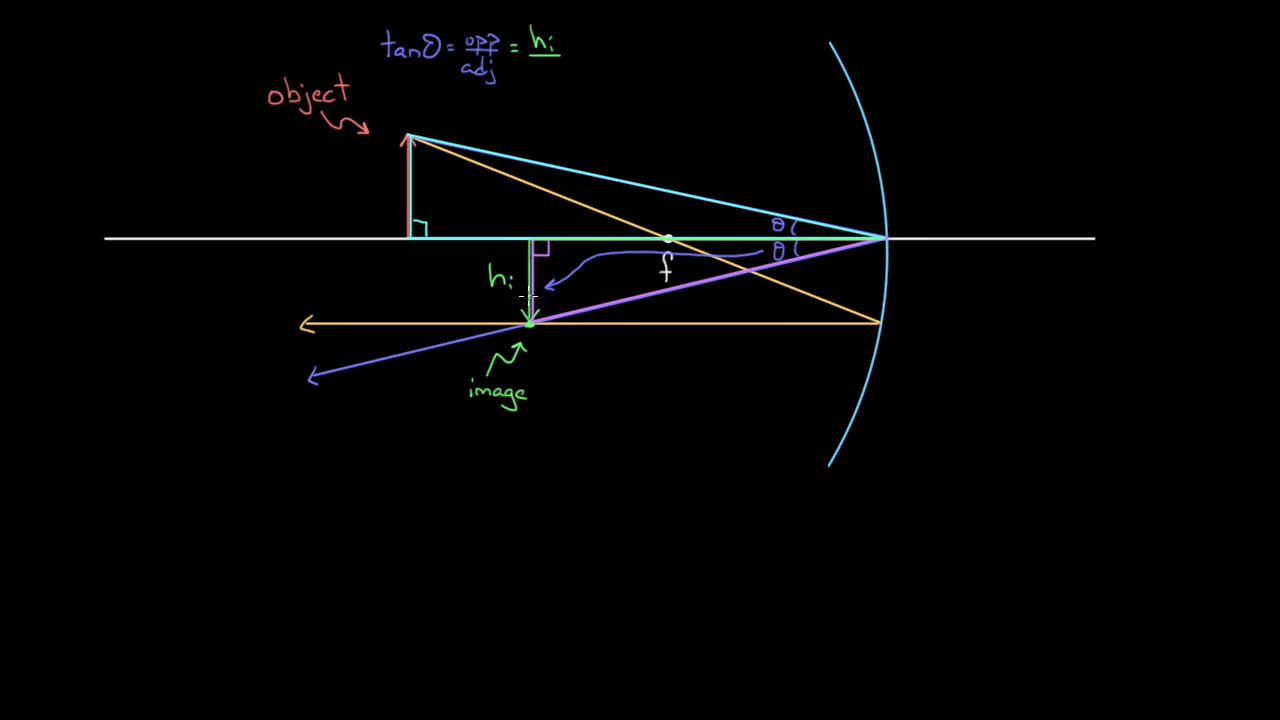 tanθ = opp/adj = hi
object
θ
θ
f
hi
image